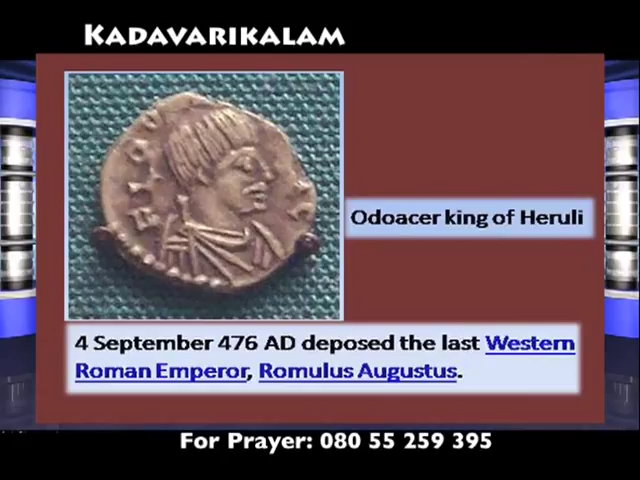 KADAVARIKALAM
Odoacer king of Heruli
4 September 476 AD deposed the last Western
Roman Emperor, Romulus Augustus.
For Prayer: 080 55 259 395